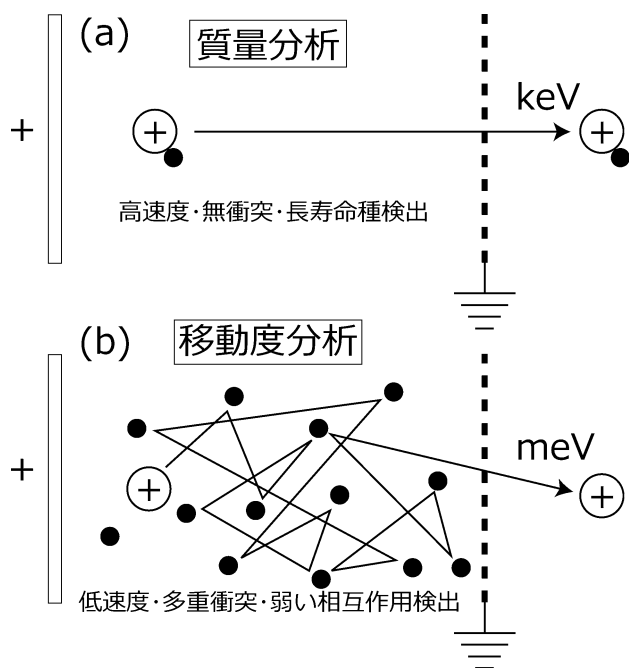 (a)
質量分析
keV
+
+
+
高速度・無衝突・長寿命種検出
(b)
移動度分析
meV
+
+
+
低速度・多重衝突・弱い相互作用検出